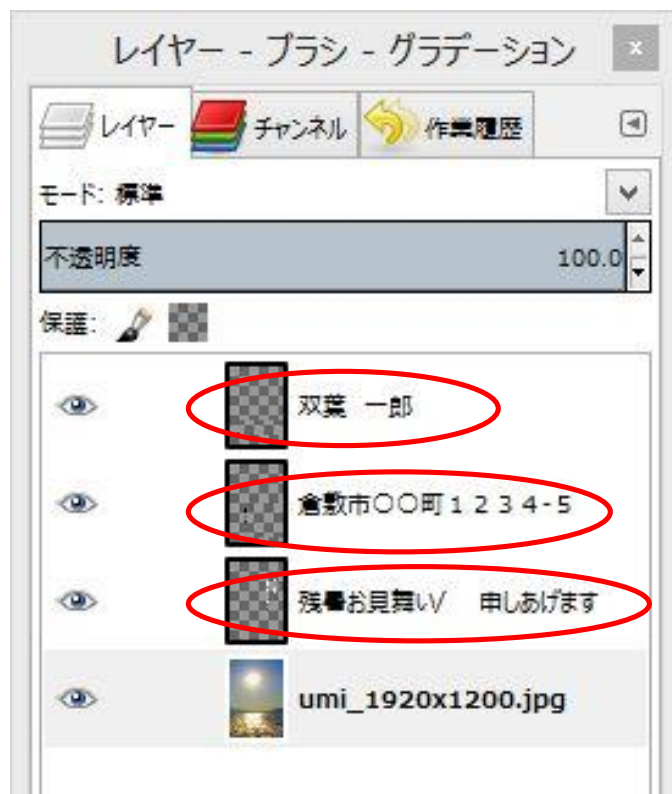 レイヤー - ブラシ - グラデーション x
レイヤー チャンネル 作業履歴
モード: 標準
不透明度 100.0
保護:
双葉 一郎
倉敷市〇〇町１２３４-５
残暑お見舞い/ 申しあげます
umi_1920x1200.jpg